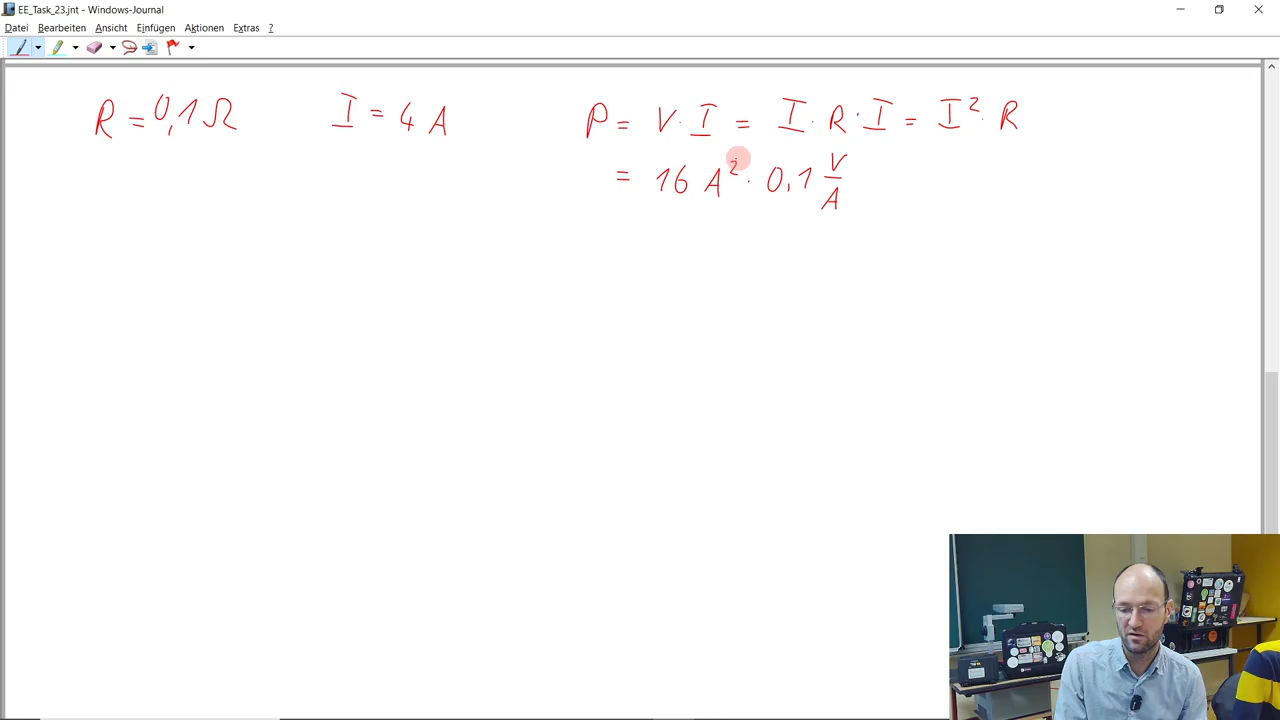 EE_Task_23.jnt - Windows-Journal
Datei Bearbeiten Ansicht Einfügen Aktionen Extras ?
R = 0,1 Ω I = 4 A P = V · I = I · R · I = I² · R
= 16 A² · 0,1 V/A